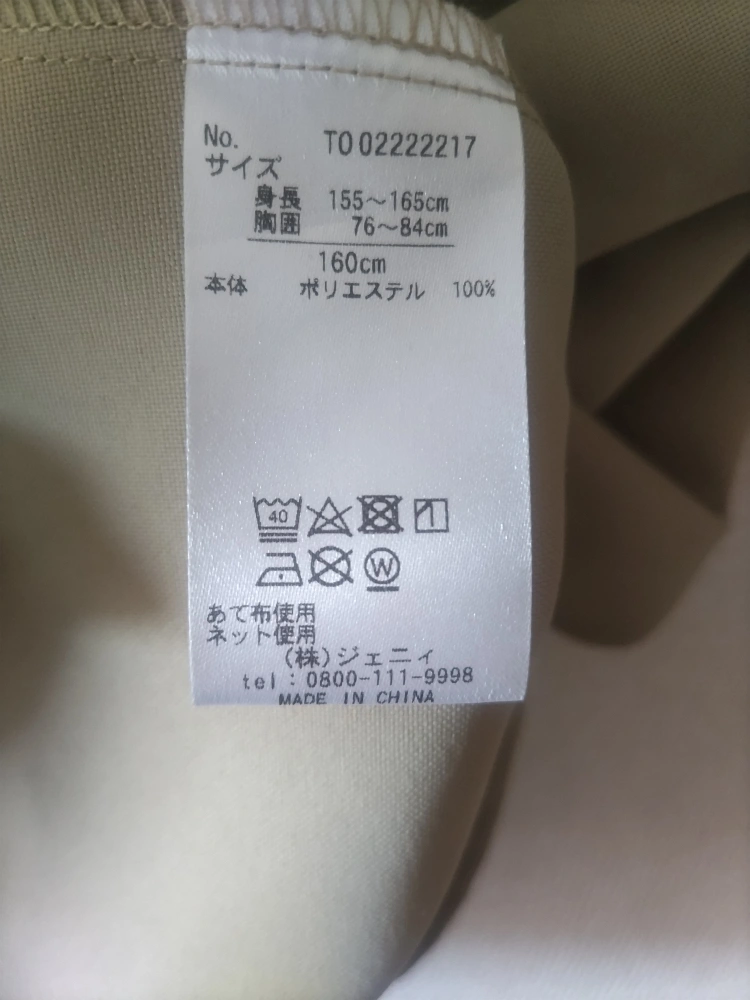 No. TO 02222217
サイズ
身長 155~165cm
胸囲 76~84cm
160cm
本体 ポリエステル 100%
40
W
あて布使用
ネット使用
(株)ジェニィ
tel:0800-111-9998
MADE IN CHINA